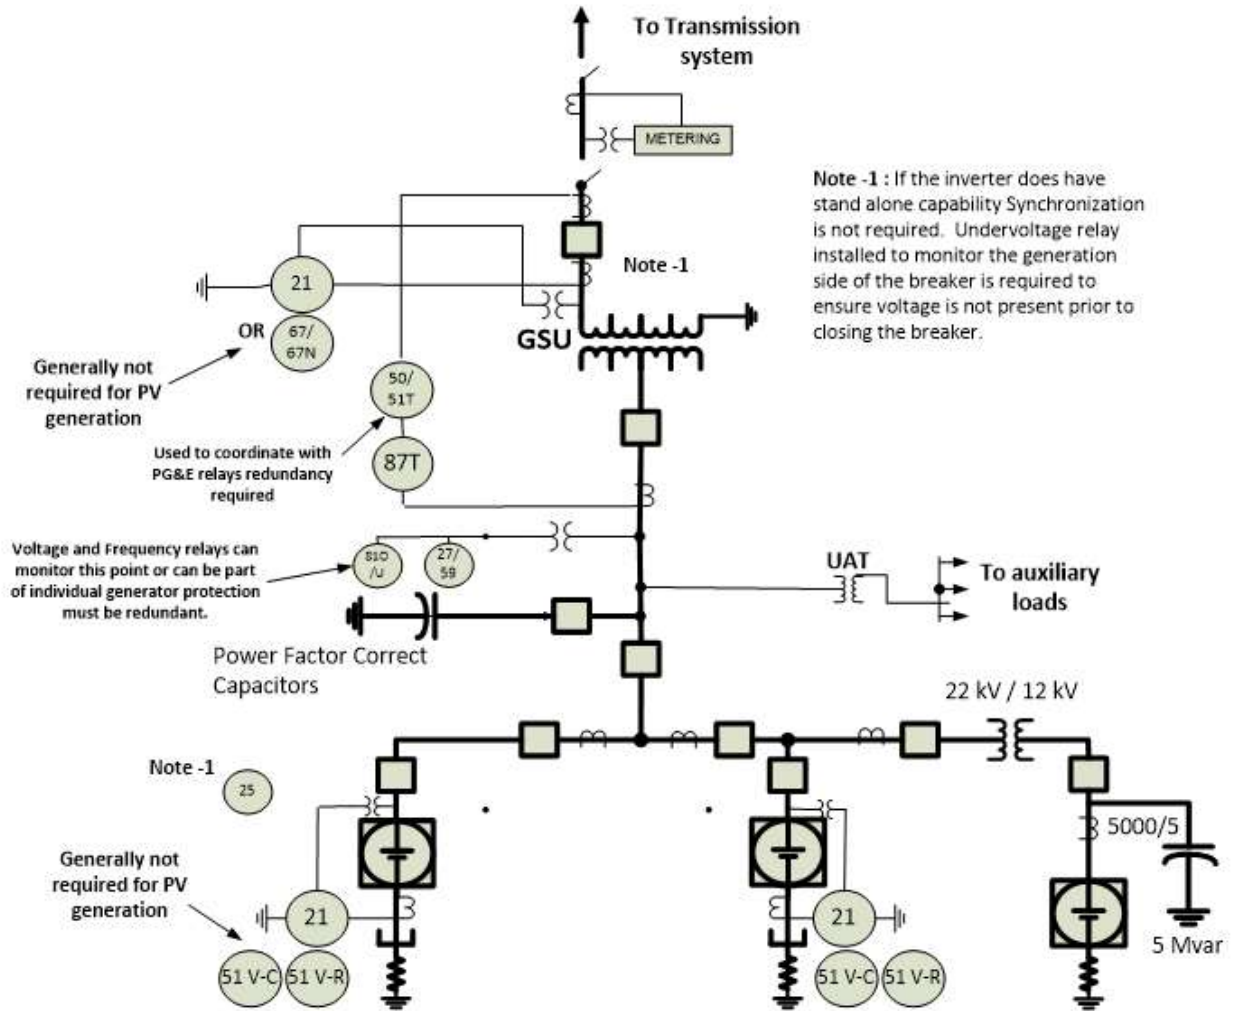 To Transmission
system
METERING
Note -1 : If the inverter does have
stand alone capability Synchronization
is not required. Undervoltage relay
installed to monitor the generation
side of the breaker is required to
ensure voltage is not present prior to
closing the breaker.
Note -1
21
OR
67/
67N
GSU
Generally not
required for PV
generation
50/
51T
Used to coordinate with
PG&E relays redundancy
required
87T
Voltage and Frequency relays can
monitor this point or can be part
of individual generator protection
must be redundant.
81O
/U
27/
59
UAT
To auxiliary
loads
Power Factor Correct
Capacitors
22 kV / 12 kV
Note -1
25
5000/5
Generally not
required for PV
generation
21
21
5 Mvar
51 V-C
51 V-R
51 V-C
51 V-R